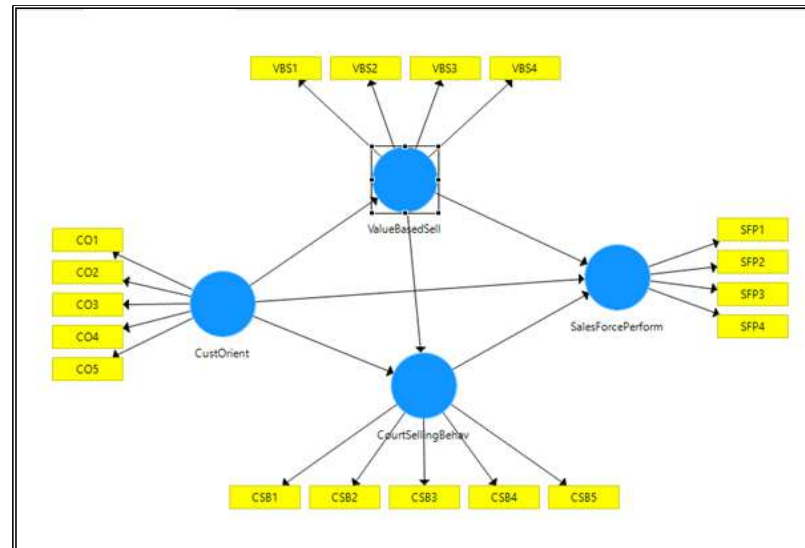 VBS1 VBS2 VBS3 VBS4
ValueBasedSell
CO1
CO2
CO3
CO4
CO5
CustOrient
SFP1
SFP2
SFP3
SFP4
SalesForcePerform
CourtSellingBehav
CSB1 CSB2 CSB3 CSB4 CSB5